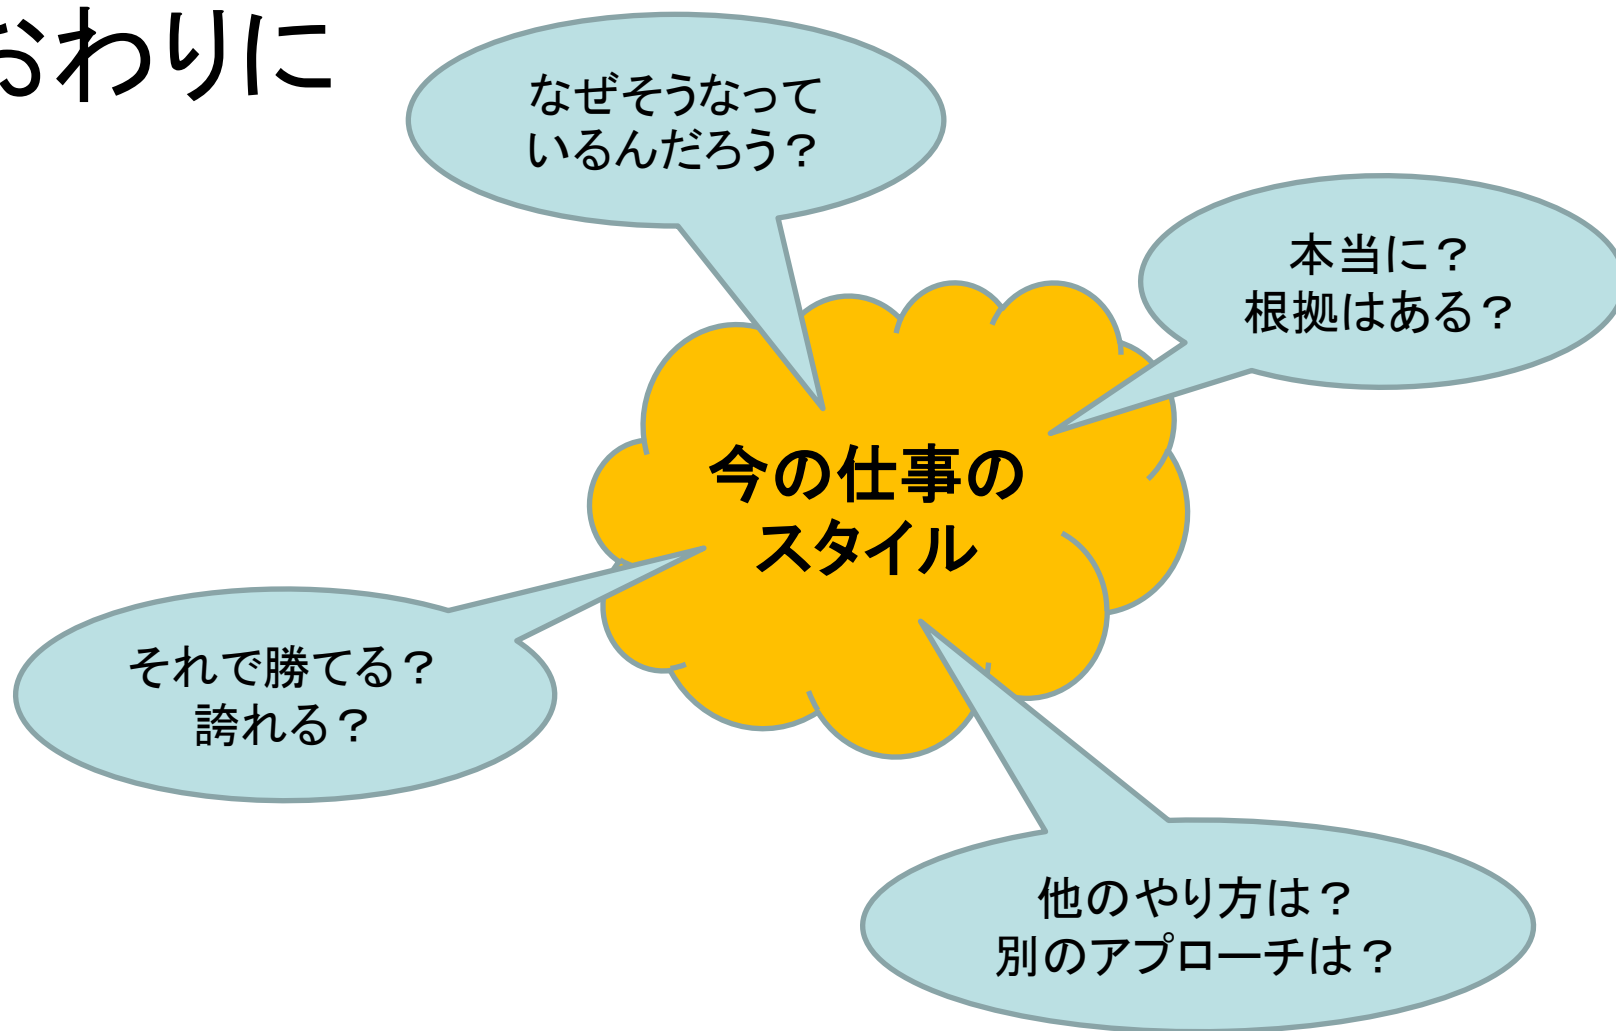 おわりに
なぜそうなって
いるんだろう？
本当に？
根拠はある？
今の仕事の
スタイル
それで勝てる？
誇れる？
他のやり方は？
別のアプローチは？